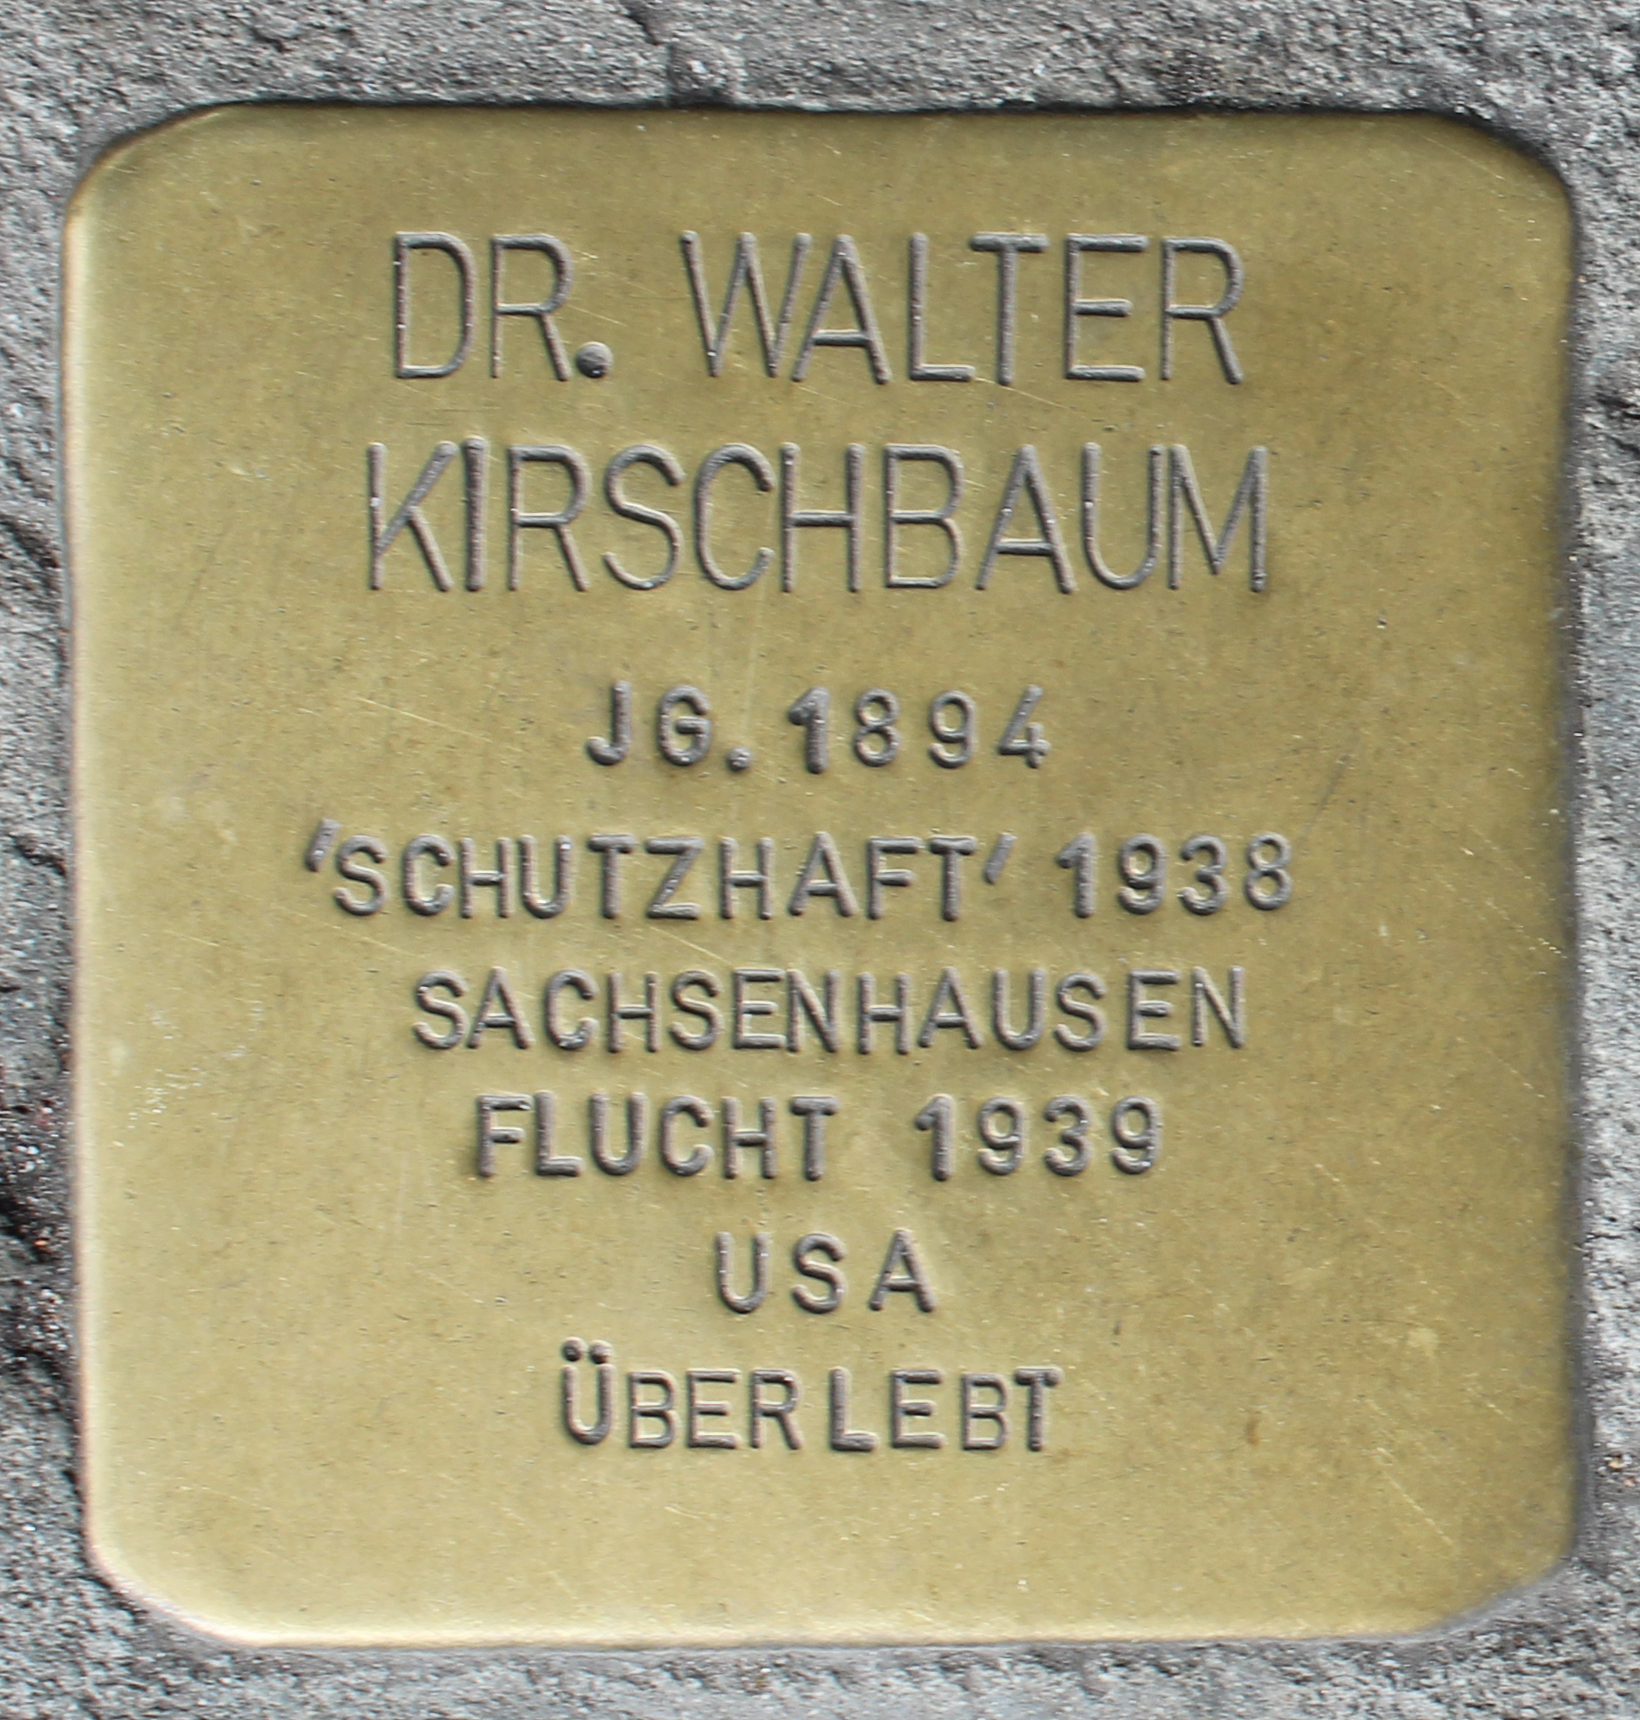 DR. WALTER
KIRSCHBAUM
JG. 1894
'SCHUTZHAFT' 1938
SACHSENHAUSEN
FLUCHT 1939
USA
ÜBERLEBT